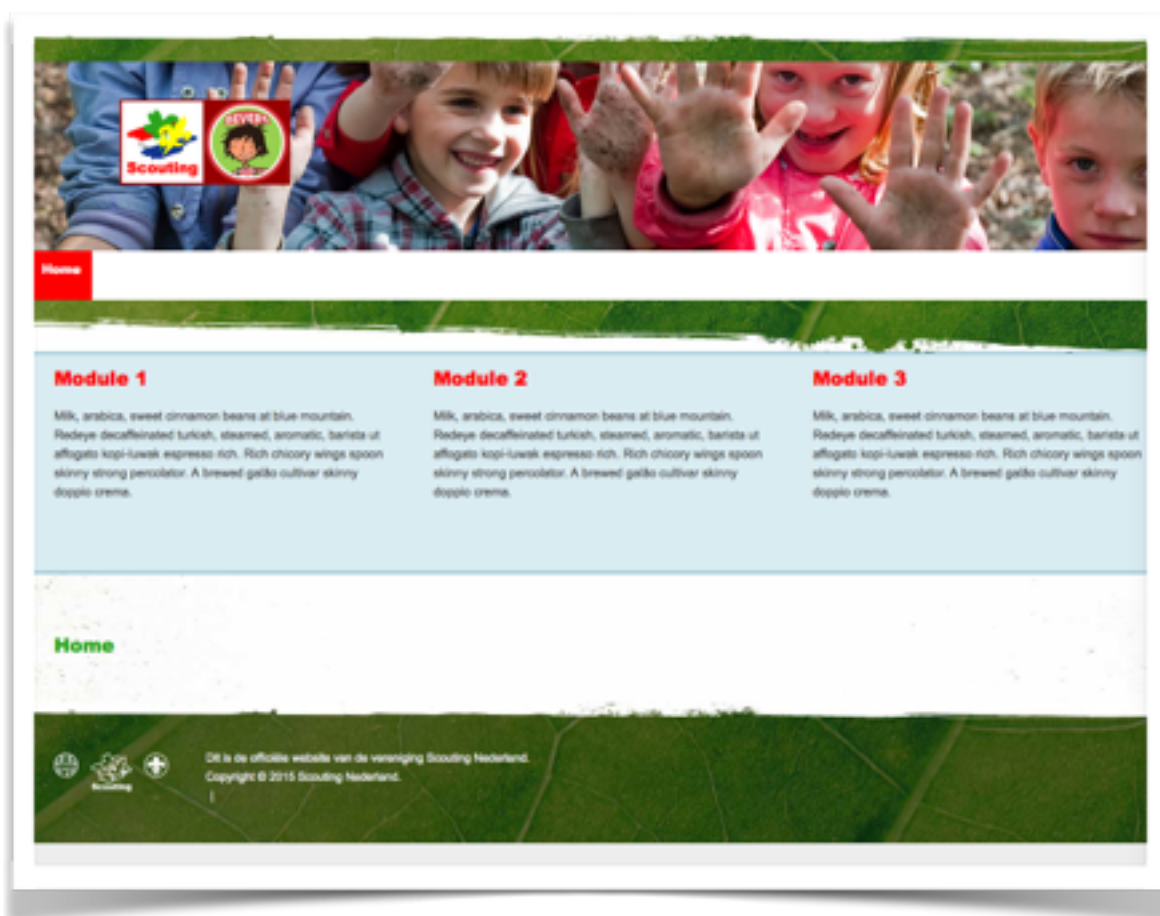 BEVERS
Scouting
Home
Module 1
Milk, arabica, sweet cinnamon beans at blue mountain.
Redeye decaffeinated turkish, steamed, aromatic, barista ut
affogato kopi-luwak espresso rich. Rich chicory wings spoon
skinny strong percolator. A brewed galão cultivar skinny
doppio crema.
Module 2
Milk, arabica, sweet cinnamon beans at blue mountain.
Redeye decaffeinated turkish, steamed, aromatic, barista ut
affogato kopi-luwak espresso rich. Rich chicory wings spoon
skinny strong percolator. A brewed galão cultivar skinny
doppio crema.
Module 3
Milk, arabica, sweet cinnamon beans at blue mountain.
Redeye decaffeinated turkish, steamed, aromatic, barista ut
affogato kopi-luwak espresso rich. Rich chicory wings spoon
skinny strong percolator. A brewed galão cultivar skinny
doppio crema.
Home
Scouting
Dit is de officiële website van de vereniging Scouting Nederland.
Copyright © 2015 Scouting Nederland.
|